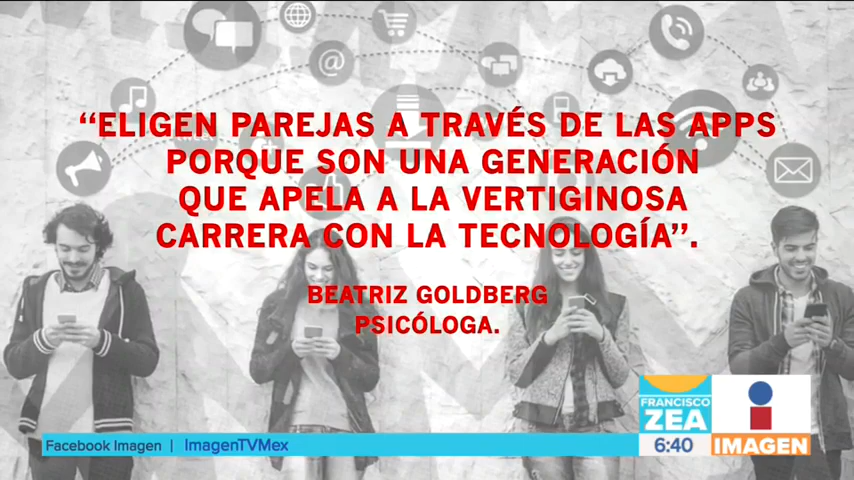 “ELIGEN PAREJAS A TRAVÉS DE LAS APPS
PORQUE SON UNA GENERACIÓN
QUE APELA A LA VERTIGINOSA
CARRERA CON LA TECNOLOGÍA”.
BEATRIZ GOLDBERG
PSICÓLOGA.
FRANCISCO
ZEA
6:40
IMAGEN
Facebook Imagen | ImagenTVMex